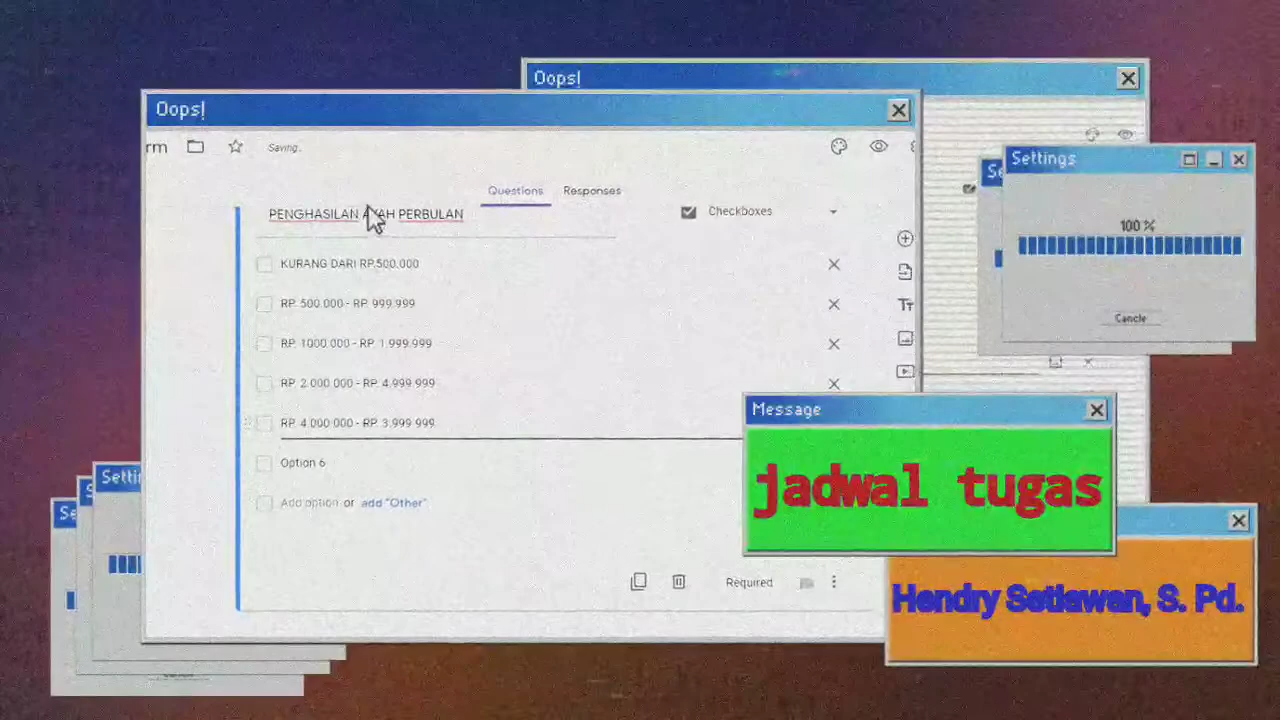 Oops!
Oops!
rm
Saving...
Settings
Se
100 %
Cancle
Questions
Responses
PENGHASILAN AYAH PERBULAN
Checkboxes
KURANG DARI RP.500.000
RP. 500.000 - RP. 999.999
RP. 1000.000 - RP. 1.999.999
RP. 2.000.000 - RP. 4.999.999
RP. 4.000.000 - RP. 3.999.999
Option 6
Add option or add "Other"
Required
Message
jadwal tugas
Hendry Setiawan, S. Pd.
Settin
S
Se